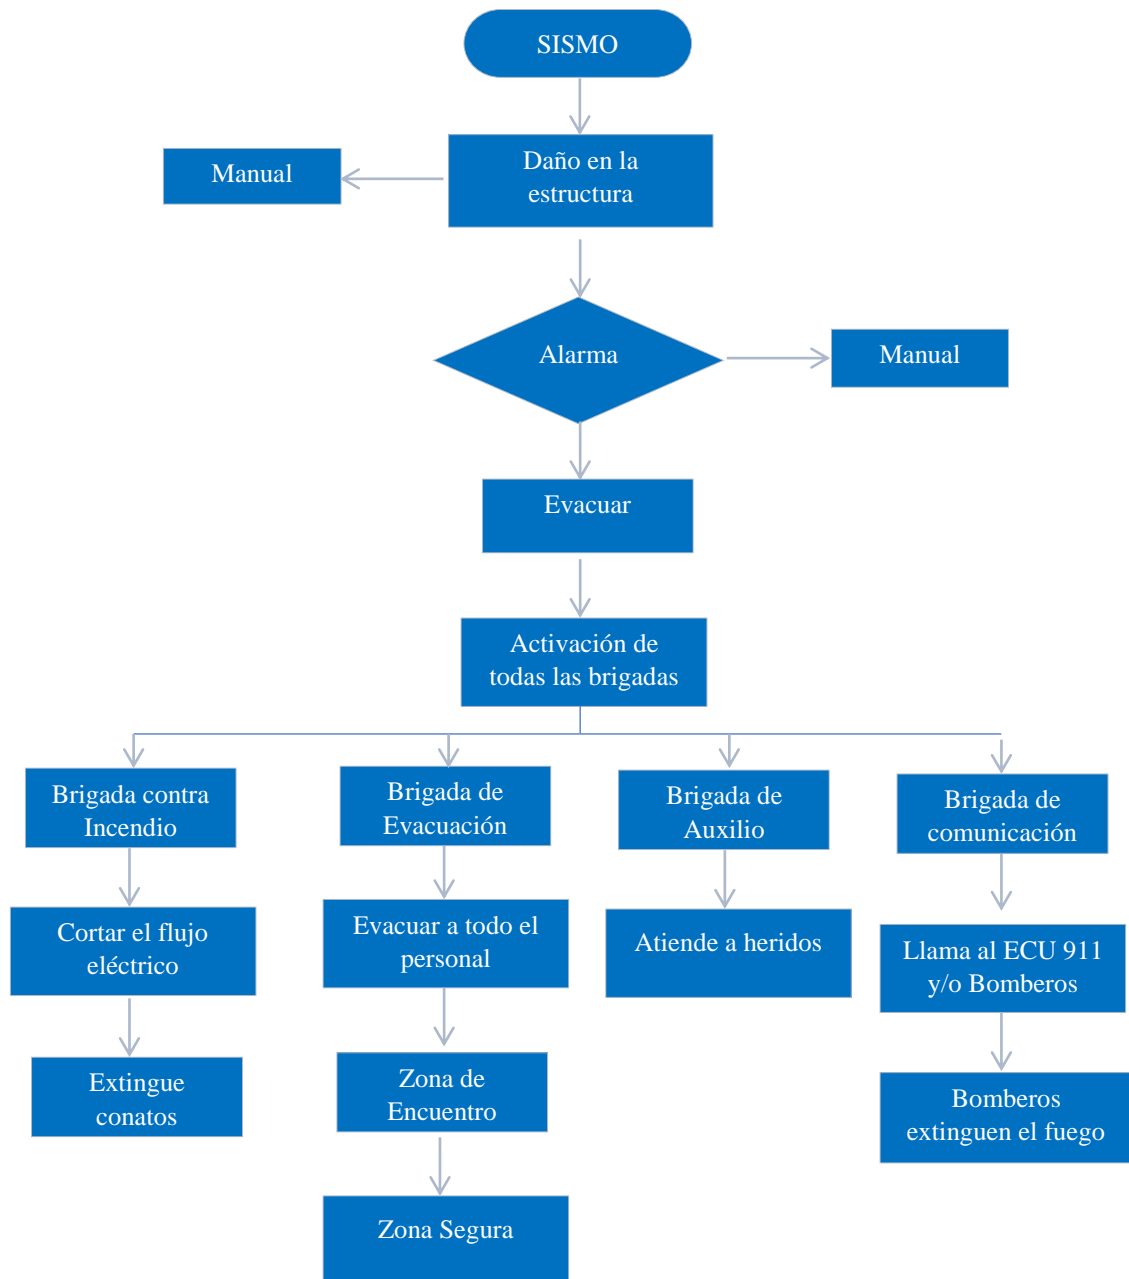 SISMO
Daño en la
estructura
Manual
Alarma
Manual
Evacuar
Activación de
todas las brigadas
Brigada contra
Incendio
Brigada de
Evacuación
Brigada de
Auxilio
Brigada de
comunicación
Cortar el flujo
eléctrico
Evacuar a todo el
personal
Atiende a heridos
Llama al ECU 911
y/o Bomberos
Extingue
conatos
Zona de
Encuentro
Bomberos
extinguen el fuego
Zona Segura